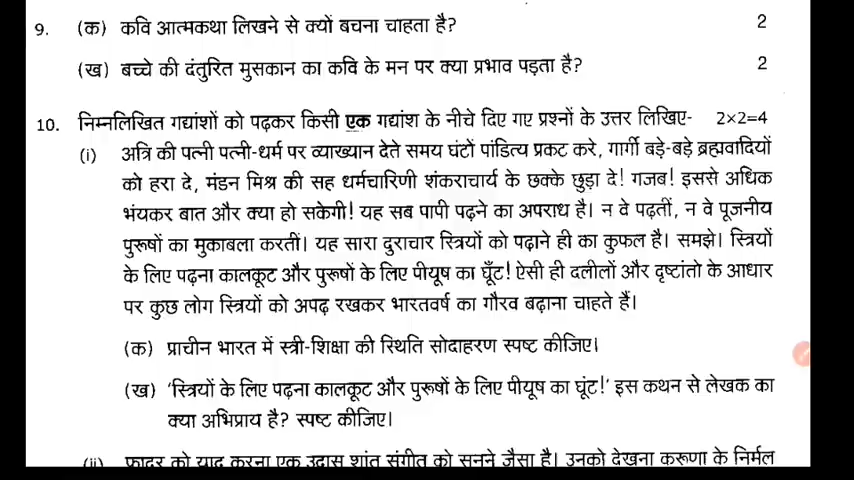 9. (क) कवि आत्मकथा लिखने से क्यों बचना चाहता है? 2
(ख) बच्चे की दंतुरित मुसकान का कवि के मन पर क्या प्रभाव पड़ता है? 2
10. निम्नलिखित गद्यांशों को पढ़कर किसी एक गद्यांश के नीचे दिए गए प्रश्नों के उत्तर लिखिए- 2×2=4
(i) अत्रि की पत्नी पत्नी-धर्म पर व्याख्यान देते समय घंटों पांडित्य प्रकट करे, गार्गी बड़े-बड़े ब्रह्मवादियों
को हरा दे, मंडन मिश्र की सह धर्मचारिणी शंकराचार्य के छक्के छुड़ा दे! गजब! इससे अधिक
भंयकर बात और क्या हो सकेगी! यह सब पापी पढ़ने का अपराध है। न वे पढ़तीं, न वे पूजनीय
पुरूषों का मुकाबला करतीं। यह सारा दुराचार स्त्रियों को पढ़ाने ही का कुफल है। समझे। स्त्रियों
के लिए पढ़ना कालकूट और पुरूषों के लिए पीयूष का घूँट! ऐसी ही दलीलों और दृष्टांतो के आधार
पर कुछ लोग स्त्रियों को अपढ़ रखकर भारतवर्ष का गौरव बढ़ाना चाहते हैं।
(क) प्राचीन भारत में स्त्री-शिक्षा की स्थिति सोदाहरण स्पष्ट कीजिए।
(ख) 'स्त्रियों के लिए पढ़ना कालकूट और पुरूषों के लिए पीयूष का घूंट!' इस कथन से लेखक का
क्या अभिप्राय है? स्पष्ट कीजिए।
(ii) फ़ादर को याद करना एक उदास शांत संगीत को सुनने जैसा है। उनको देखना करूणा के निर्मल